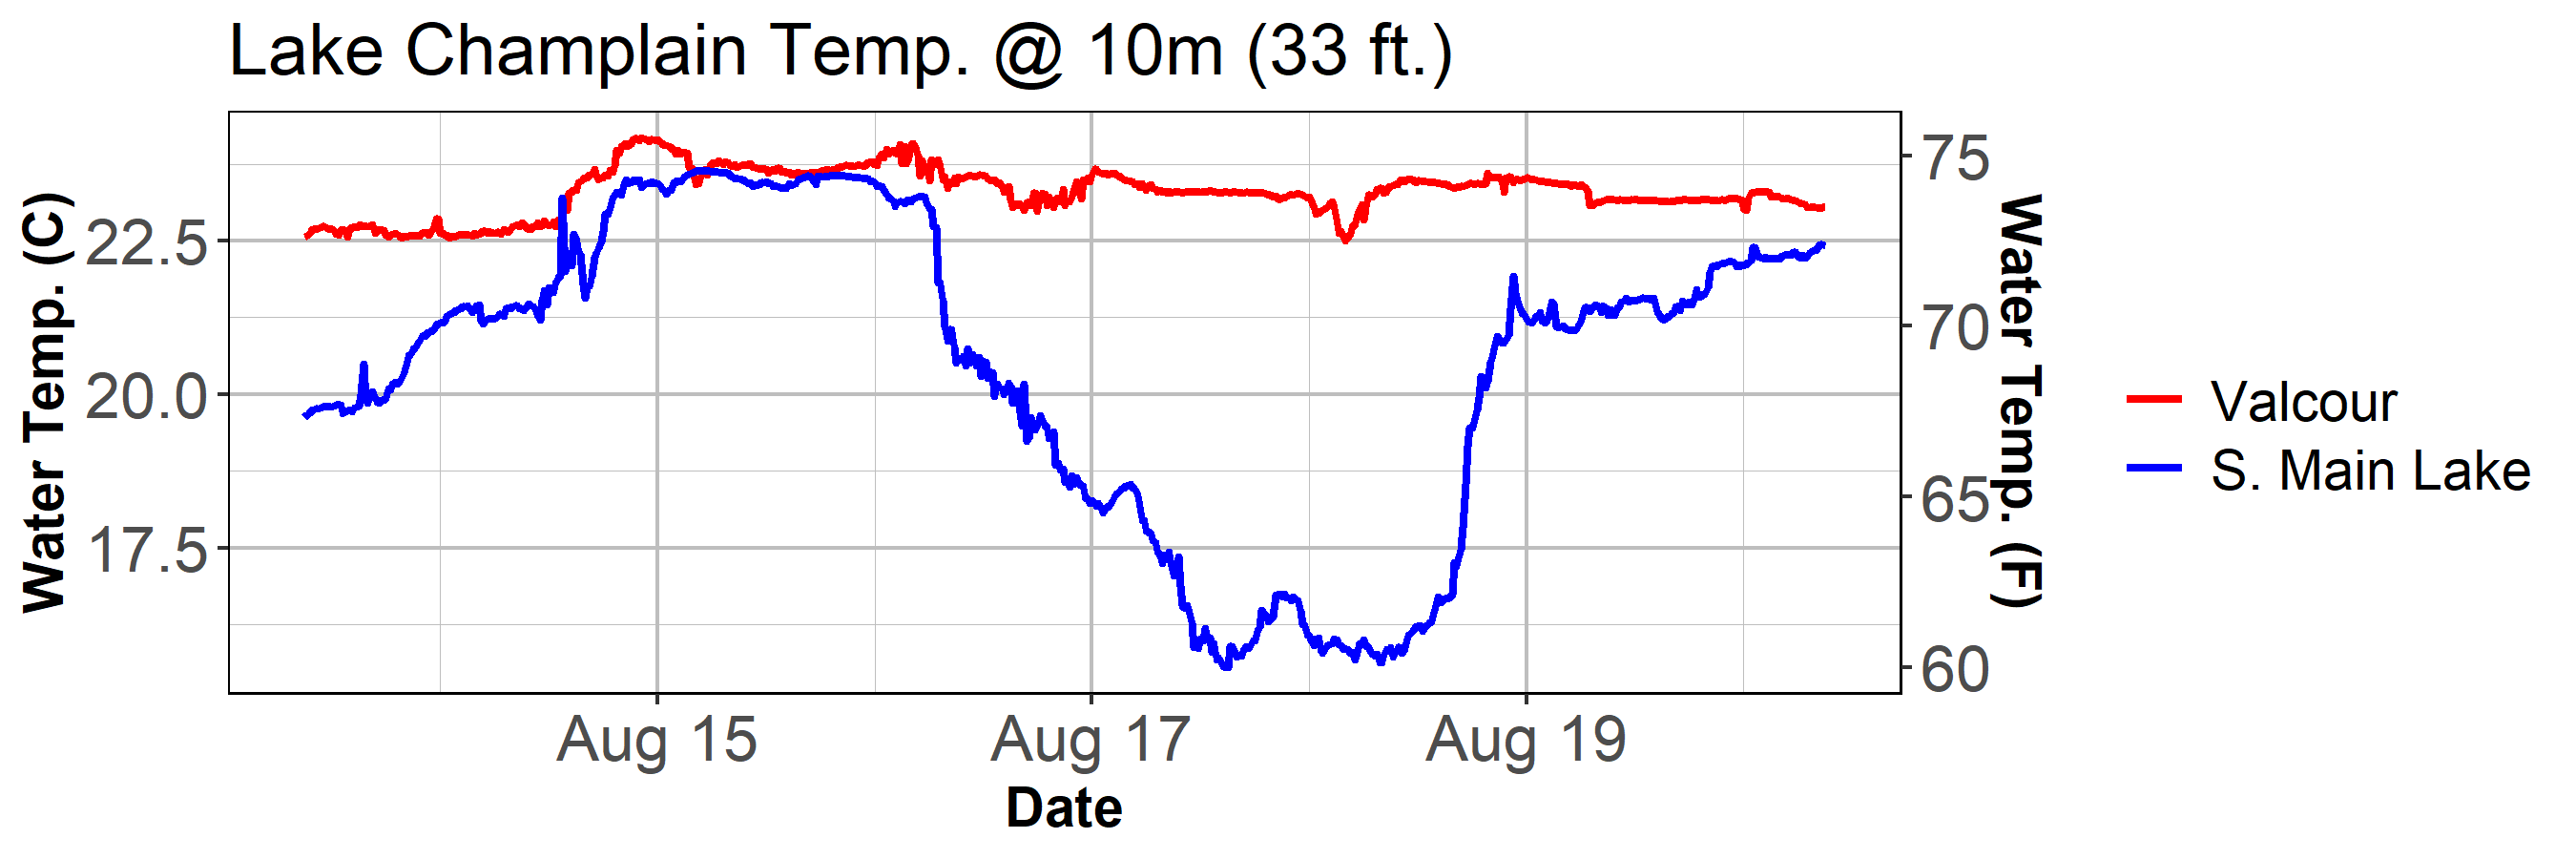 Lake Champlain Temp. @ 10m (33 ft.)
Water Temp. (C)
22.5
20.0
17.5
75
70
65
60
Water Temp. (F)
Aug 15
Aug 17
Aug 19
Date
Valcour
S. Main Lake